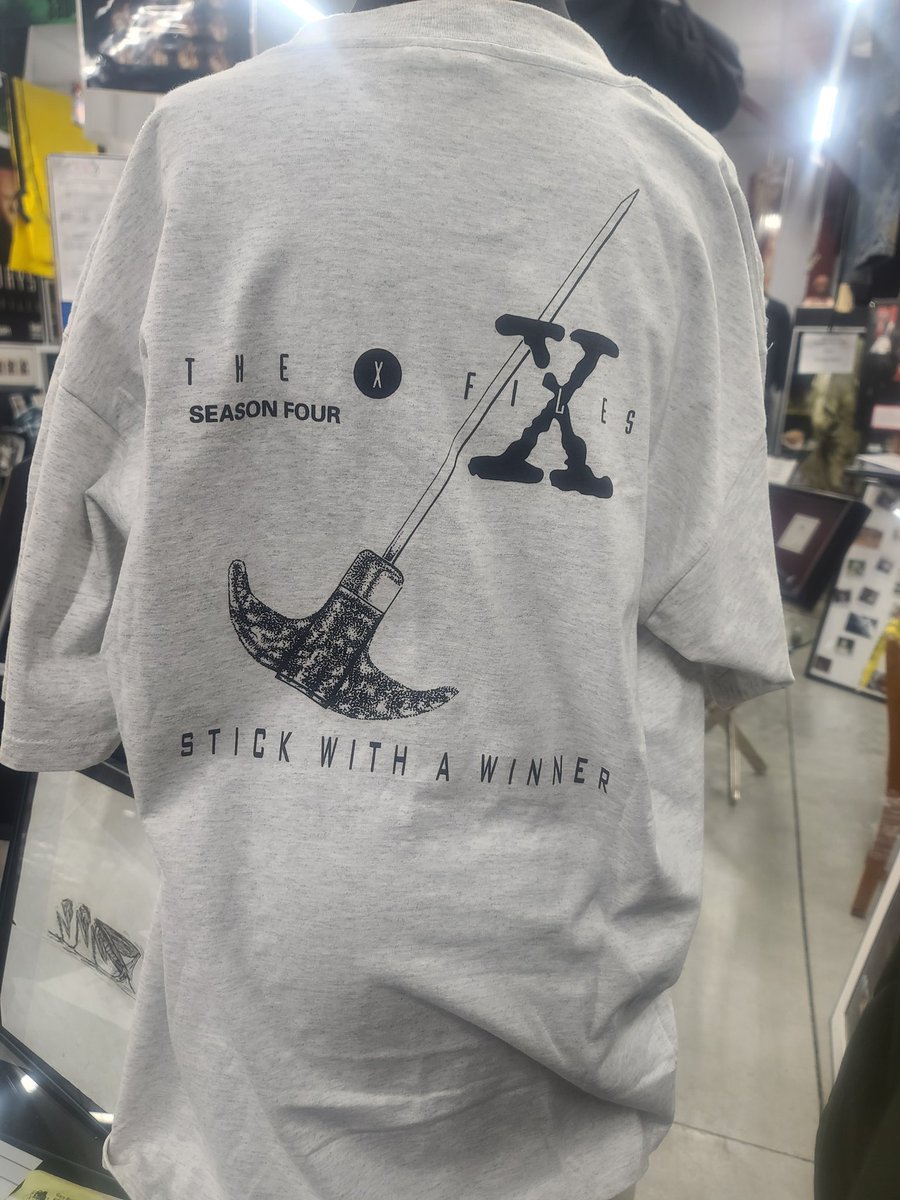 THE X FILES
SEASON FOUR
X
STICK WITH A WINNER